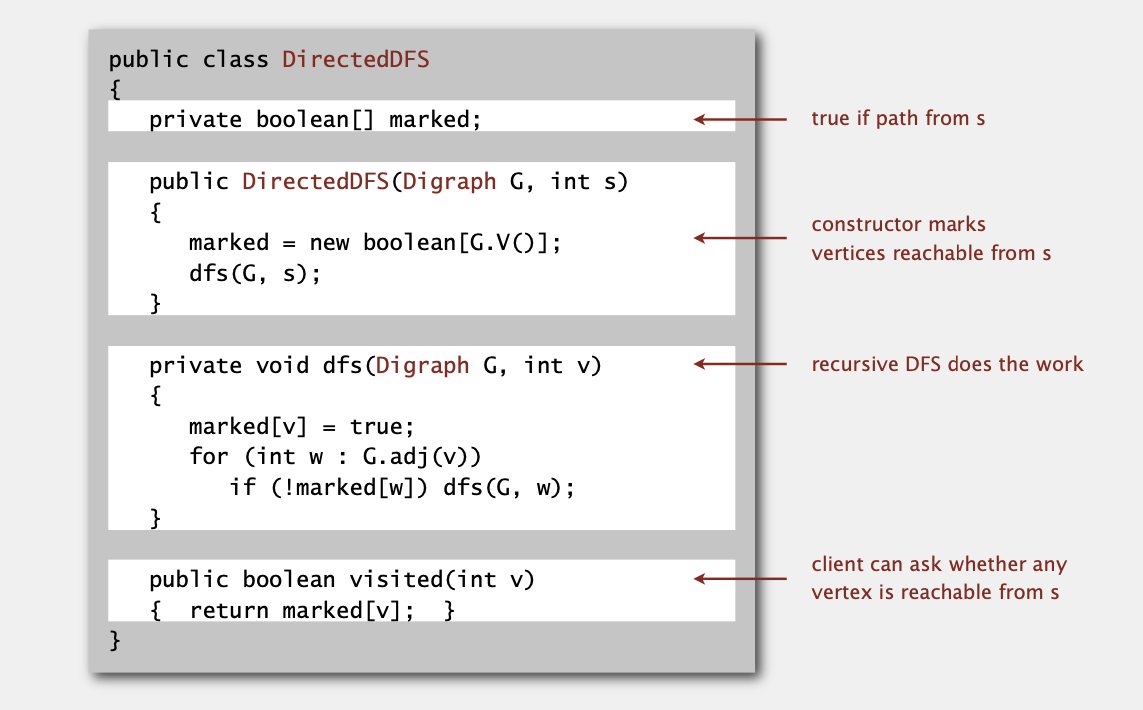 public class DirectedDFS
{
private boolean[] marked;
true if path from s
public DirectedDFS(Digraph G, int s)
{
marked = new boolean[G.V()];
dfs(G, s);
}
constructor marks
vertices reachable from s
private void dfs(Digraph G, int v)
recursive DFS does the work
{
marked[v] = true;
for (int w : G.adj(v))
if (!marked[w]) dfs(G, w);
}
public boolean visited(int v)
{ return marked[v]; }
client can ask whether any
vertex is reachable from s
}